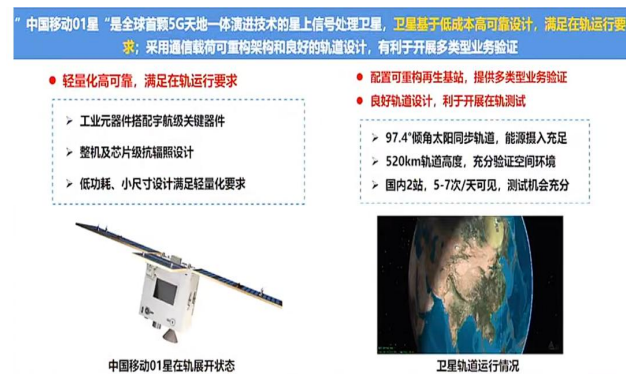 "中国移动01星"是全球首颗5G天地一体演进技术的星上信号处理卫星，卫星基于低成本高可靠设计，满足在轨运行要
求；采用通信载荷可重构架构和良好的轨道设计，有利于开展多类型业务验证
● 轻量化高可靠，满足在轨运行要求
➢ 工业元器件搭配宇航级关键器件
➢ 整机及芯片级抗辐照设计
➢ 低功耗、小尺寸设计满足轻量化要求
中国移动01星在轨展开状态
● 配置可重构再生基站，提供多类型业务验证
● 良好轨道设计，利于开展在轨测试
➢ 97.4°倾角太阳同步轨道，能源摄入充足
➢ 520km轨道高度，充分验证空间环境
➢ 国内2站，5-7次/天可见，测试机会充分
卫星轨道运行情况